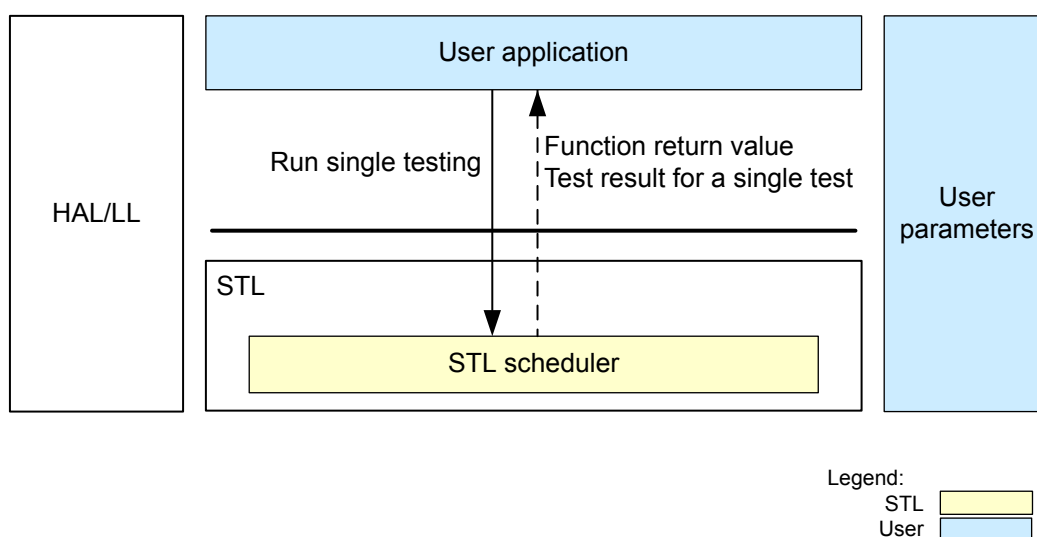 User application
Run single testing
Function return value
Test result for a single test
HAL/LL
User
parameters
STL
STL scheduler
Legend:
STL
User